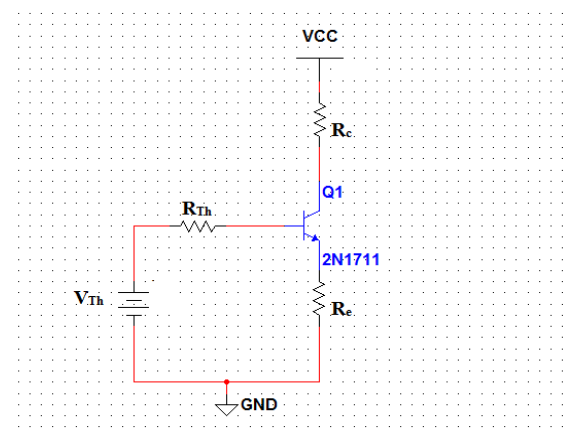 VCC
Rc
Q1
RTh
2N1711
VTh
Re
GND